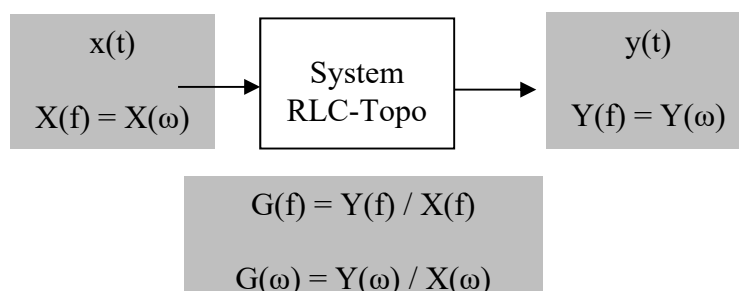 x(t)
X(f) = X(ω)
System
RLC-Topo
y(t)
Y(f) = Y(ω)
G(f) = Y(f) / X(f)
G(ω) = Y(ω) / X(ω)